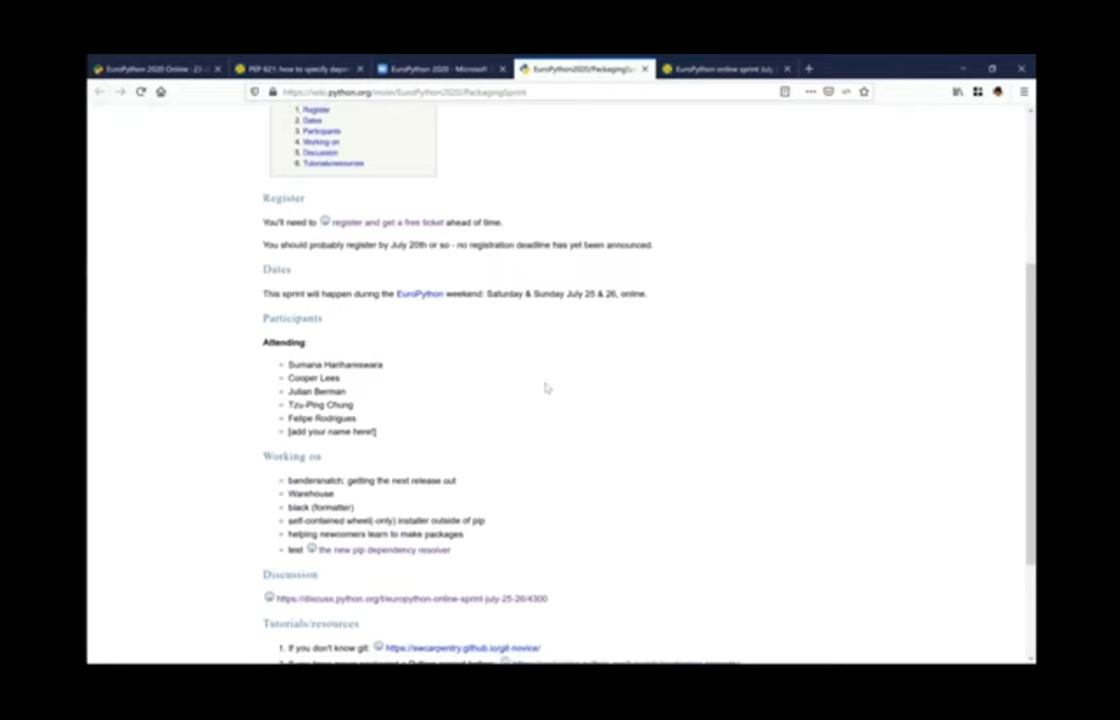 EuroPython 2020 Online · 23
PEP 621: how to specify depe
EuroPython 2020 - Microsoft
EuroPython2020/PackagingSp
EuroPython online sprint July
https://wiki.python.org/moin/EuroPython2020/PackagingSprint
1. Register
2. Dates
3. Participants
4. Working on
5. Discussion
6. Tutorials/resources
Register
You'll need to register and get a free ticket ahead of time.
You should probably register by July 20th or so - no registration deadline has yet been announced.
Dates
This sprint will happen during the EuroPython weekend: Saturday & Sunday July 25 & 26, online.
Participants
Attending:
Sumana Harihareswara
Cooper Lees
Julian Berman
Tzu-Ping Chung
Felipe Rodrigues
[add your name here!]
Working on
bandersnatch: getting the next release out
Warehouse
black (formatter)
self-contained wheel(-only) installer outside of pip
helping newcomers learn to make packages
test the new pip dependency resolver
Discussion
https://discuss.python.org/t/europython-online-sprint-july-25-26/4300
Tutorials/resources
1. If you don't know git: https://swcarpentry.github.io/git-novice/